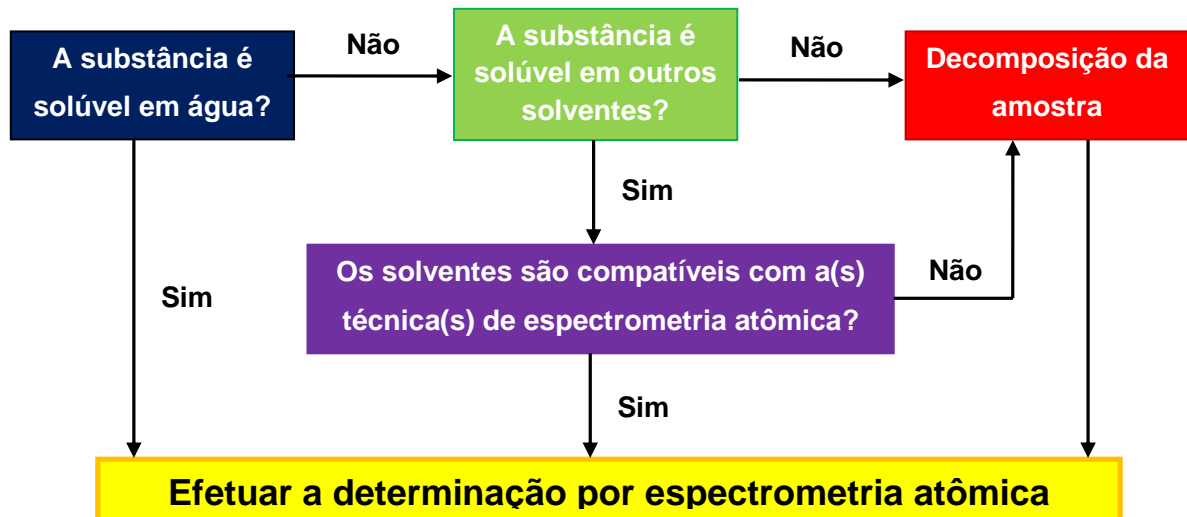 A substância é
solúvel em água?
Não
A substância é
solúvel em outros
solventes?
Não
Decomposição da
amostra
Sim
Sim
Os solventes são compatíveis com a(s)
técnica(s) de espectrometria atômica?
Não
Sim
Efetuar a determinação por espectrometria atômica